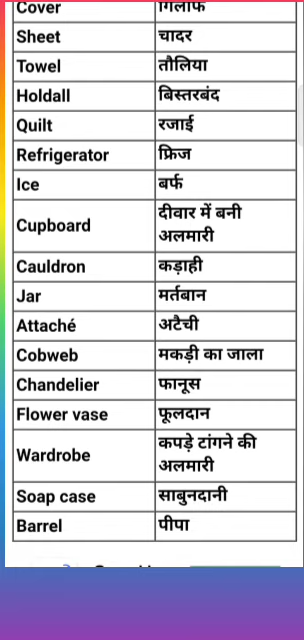 Cover गिलाफ
Sheet चादर
Towel तौलिया
Holdall बिस्तरबंद
Quilt रजाई
Refrigerator फ्रिज
Ice बर्फ
Cupboard दीवार में बनी
अलमारी
Cauldron कड़ाही
Jar मर्तबान
Attaché अटैची
Cobweb मकड़ी का जाला
Chandelier फानूस
Flower vase फूलदान
Wardrobe कपड़े टांगने की
अलमारी
Soap case साबुनदानी
Barrel पीपा